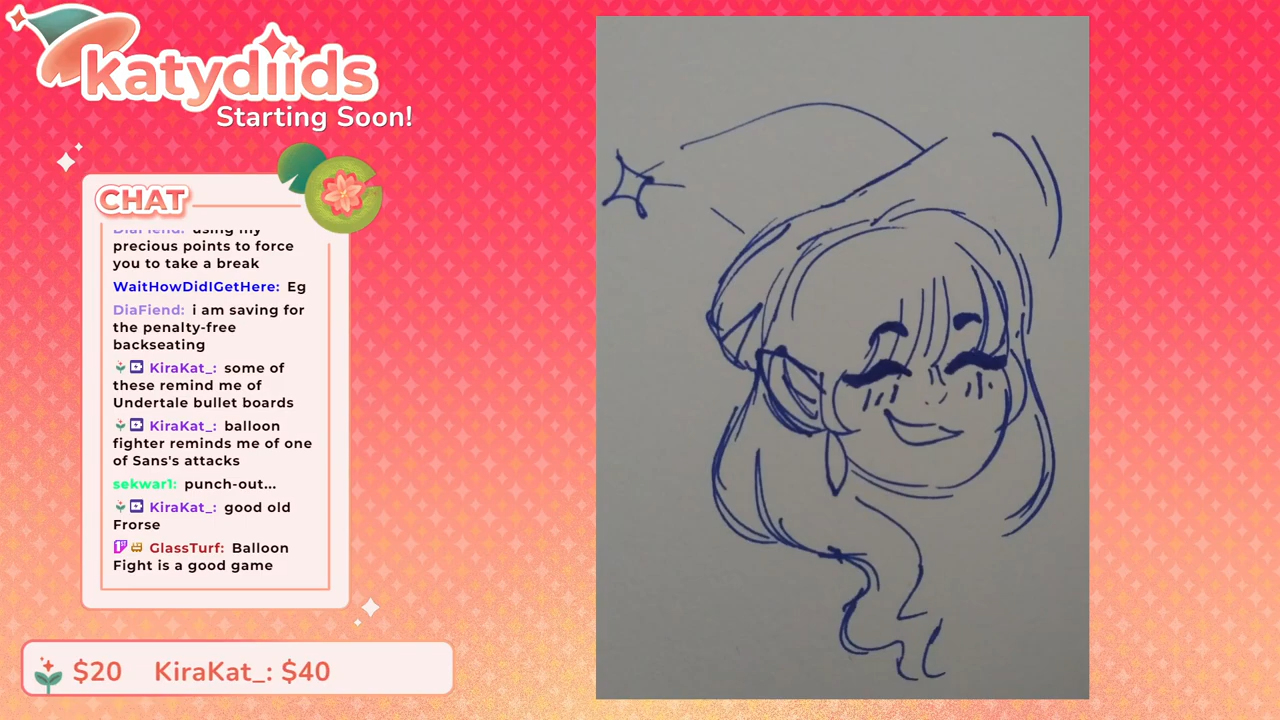 Katydiids
Starting Soon!
CHAT
DiaFiend: using my
precious points to force
you to take a break
WaitHowDidIGetHere: Eg
DiaFiend: i am saving for
the penalty-free
backseating
KiraKat_: some of
these remind me of
Undertale bullet boards
KiraKat_: balloon
fighter reminds me of one
of Sans's attacks
sekwar1: punch-out...
KiraKat_: good old
Frorse
GlassTurf: Balloon
Fight is a good game
$20 KiraKat_: $40